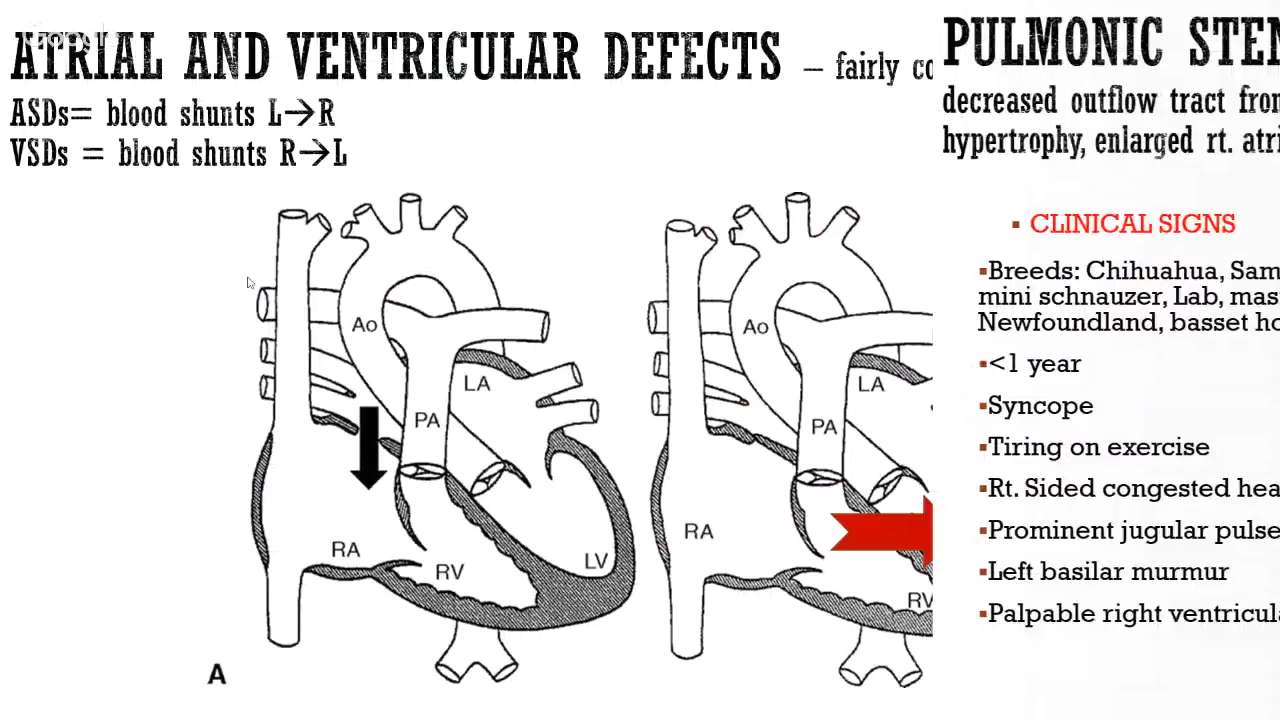 Google
ATRIAL AND VENTRICULAR DEFECTS – fairly co
ASDs= blood shunts L→R
VSDs = blood shunts R→L
Ao
LA
PA
RA
RV
LV
A
Ao
LA
PA
RA
RV
PULMONIC STEN
decreased outflow tract from
hypertrophy, enlarged rt. atri
▪ CLINICAL SIGNS
▪Breeds: Chihuahua, Sam
mini schnauzer, Lab, mas
Newfoundland, basset ho
▪<1 year
▪Syncope
▪Tiring on exercise
▪Rt. Sided congested hea
▪Prominent jugular pulse
▪Left basilar murmur
▪Palpable right ventricula